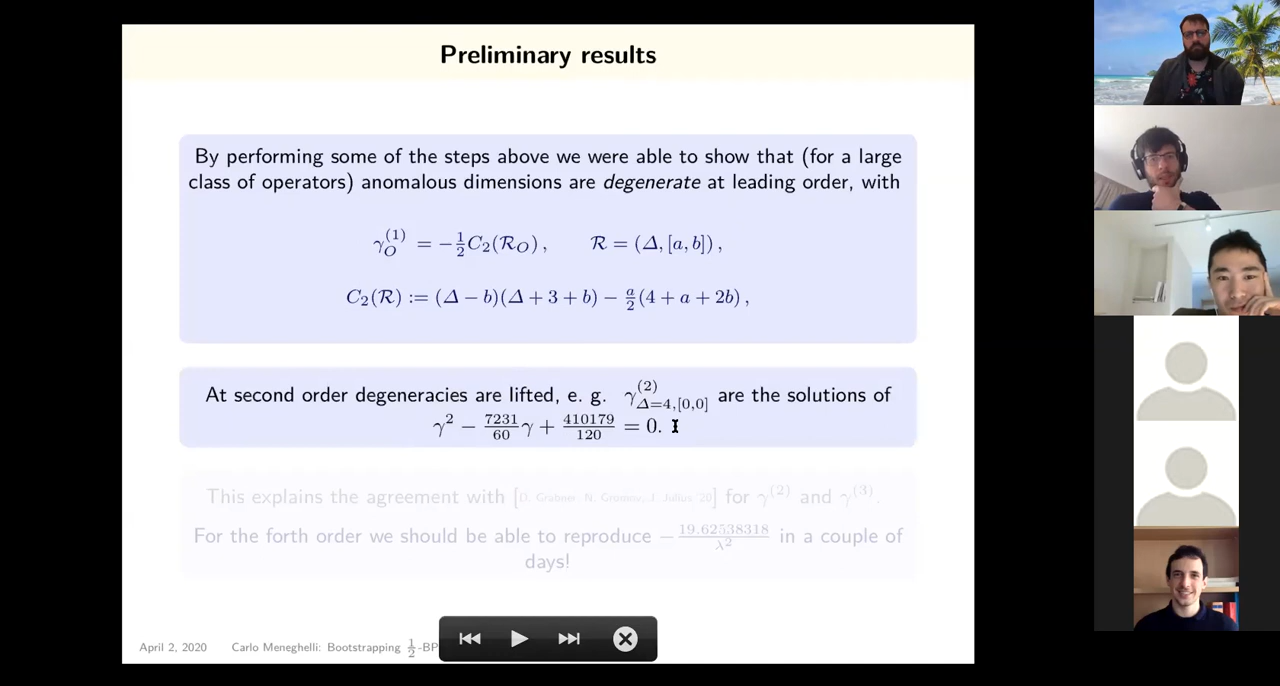 Preliminary results
By performing some of the steps above we were able to show that (for a large
class of operators) anomalous dimensions are degenerate at leading order, with
γ_O^{(1)} = −½C₂(ℛ_O), ℛ = (Δ, [a, b]),
C₂(ℛ) := (Δ − b)(Δ + 3 + b) − a/2(4 + a + 2b),
At second order degeneracies are lifted, e. g. γ^{(2)}_{Δ=4,[0,0]} are the solutions of
γ² − 7231/60 γ + 410179/120 = 0.
This explains the agreement with [D. Grabner, N. Gromov, J. Julius '20] for γ^{(2)} and γ^{(3)}.
For the forth order we should be able to reproduce − 19.62538318/λ² in a couple of
days!
April 2, 2020 Carlo Meneghelli: Bootstrapping ½-BP